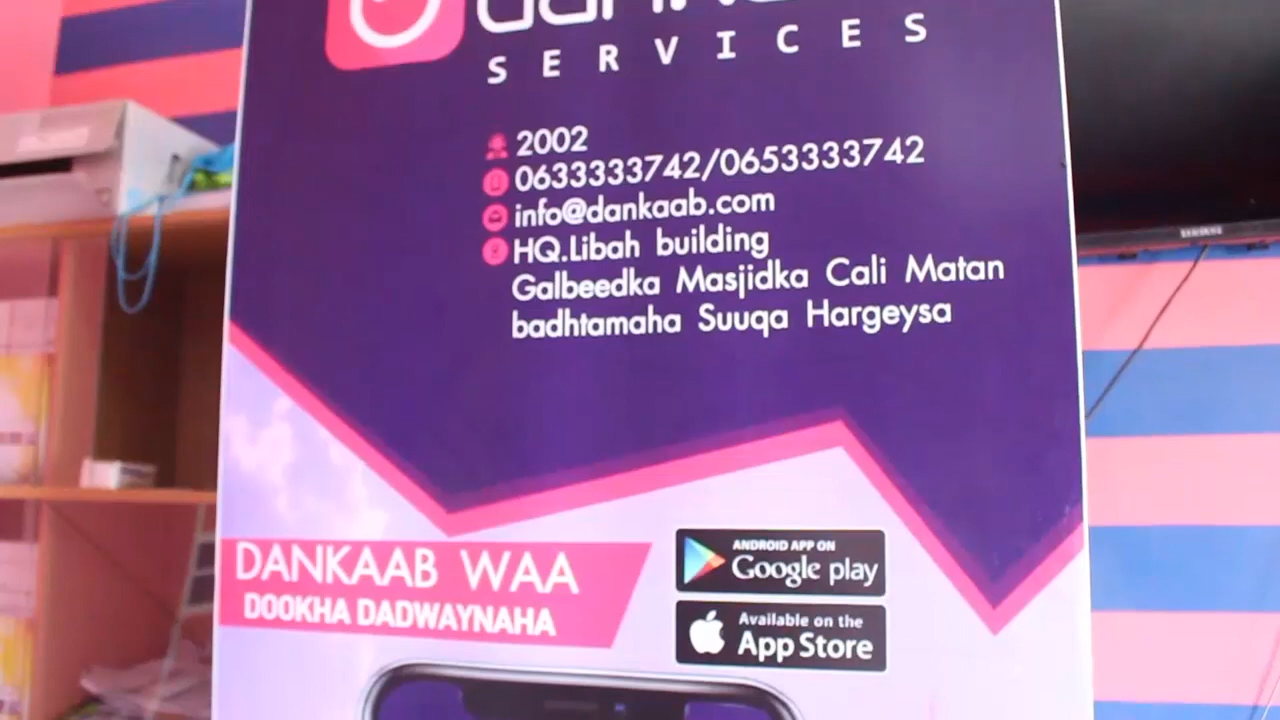 SERVICES
2002
0633333742/0653333742
info@dankaab.com
HQ.Libah building
Galbeedka Masjidka Cali Matan
badhtamaha Suuqa Hargeysa
SAMSUNG
DANKAAB WAA
DOOKHA DADWAYNAHA
ANDROID APP ON
Google play
Available on the
App Store